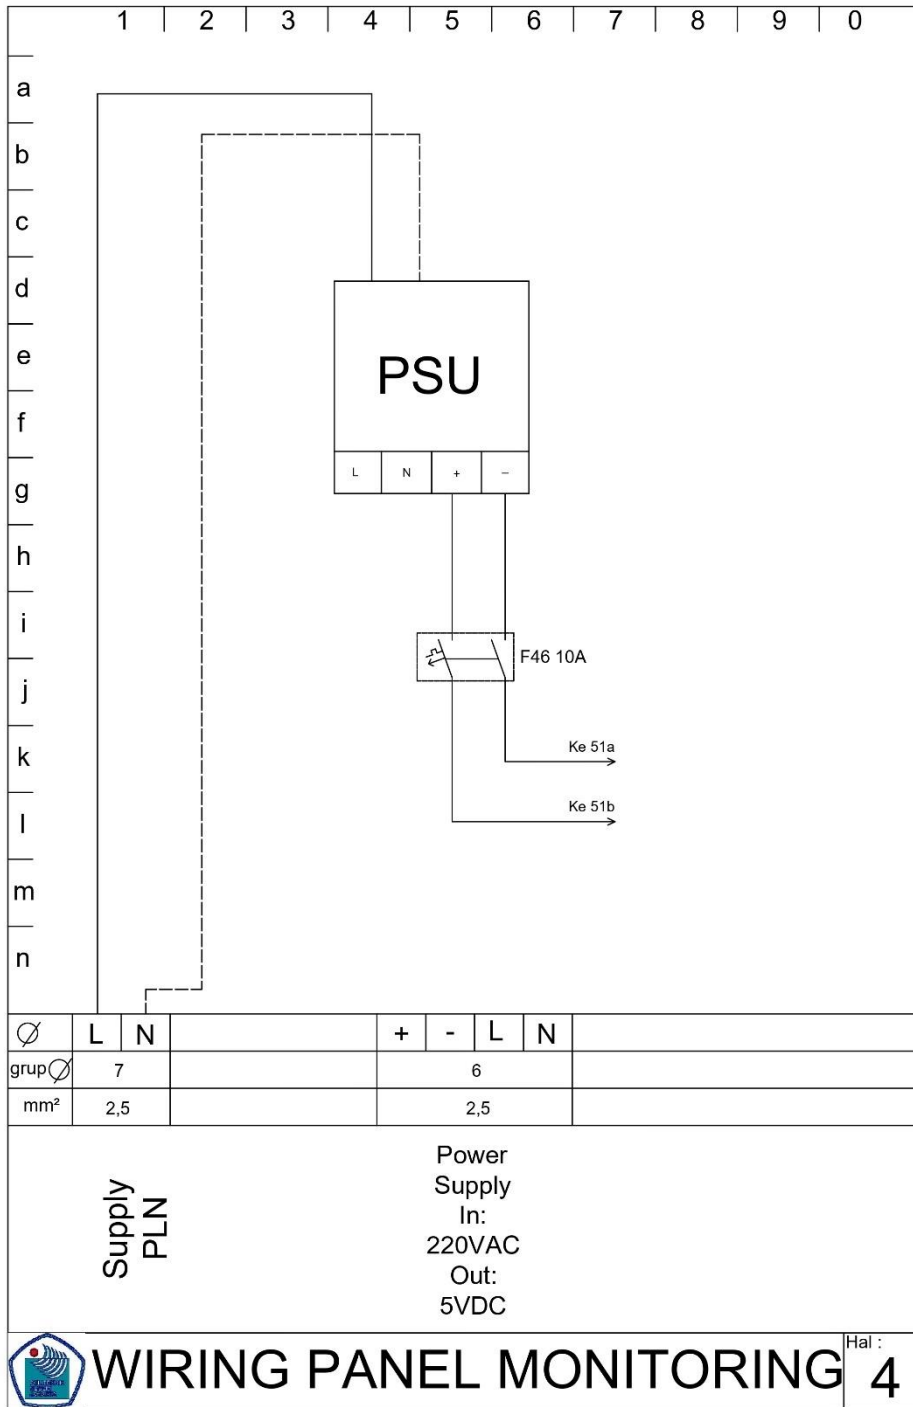 1 2 3 4 5 6 7 8 9 0
a
b
c
d
e
f
g
h
i
j
k
l
m
n
PSU
L N + -
F46 10A
Ke 51a
Ke 51b
Ø L N + - L N
grupØ 7 6
mm² 2,5 2,5
Supply
PLN
Power
Supply
In:
220VAC
Out:
5VDC
WIRING PANEL MONITORING
Hal :
4